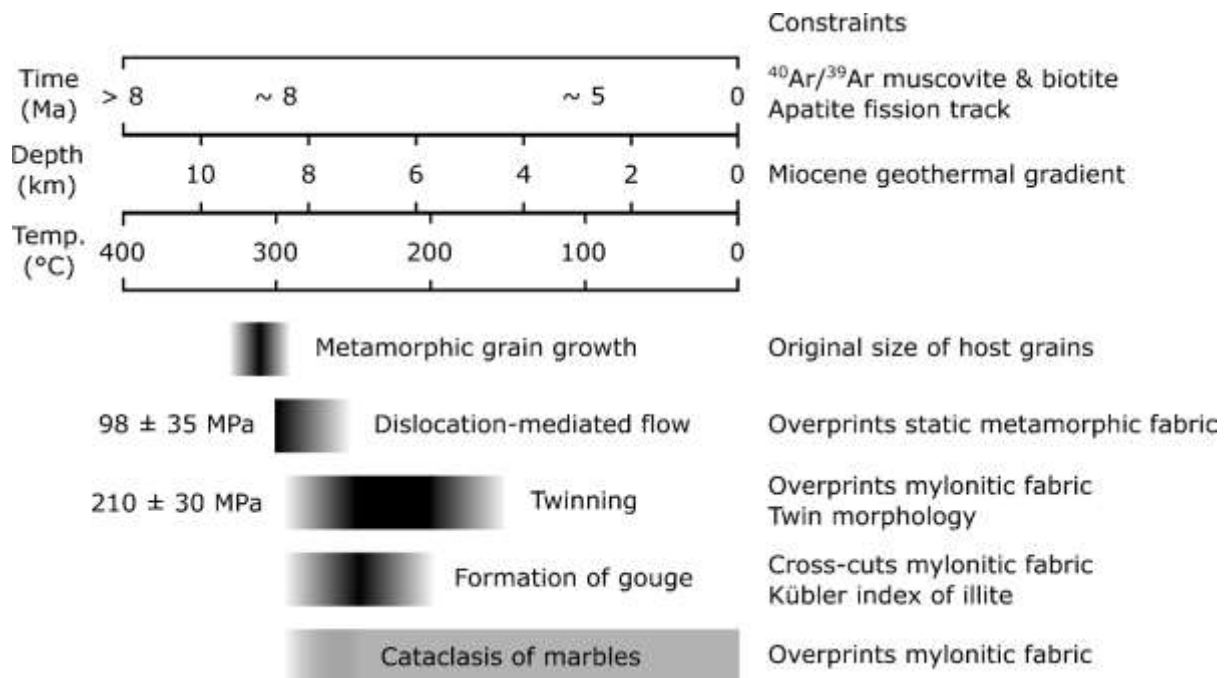 Constraints
Time
(Ma)
> 8 ~ 8 ~ 5 0
⁴⁰Ar/³⁹Ar muscovite & biotite
Apatite fission track
Depth
(km)
10 8 6 4 2 0
Miocene geothermal gradient
Temp.
(°C)
400 300 200 100 0
Metamorphic grain growth
Original size of host grains
98 ± 35 MPa
Dislocation-mediated flow
Overprints static metamorphic fabric
210 ± 30 MPa
Twinning
Overprints mylonitic fabric
Twin morphology
Formation of gouge
Cross-cuts mylonitic fabric
Kübler index of illite
Cataclasis of marbles
Overprints mylonitic fabric